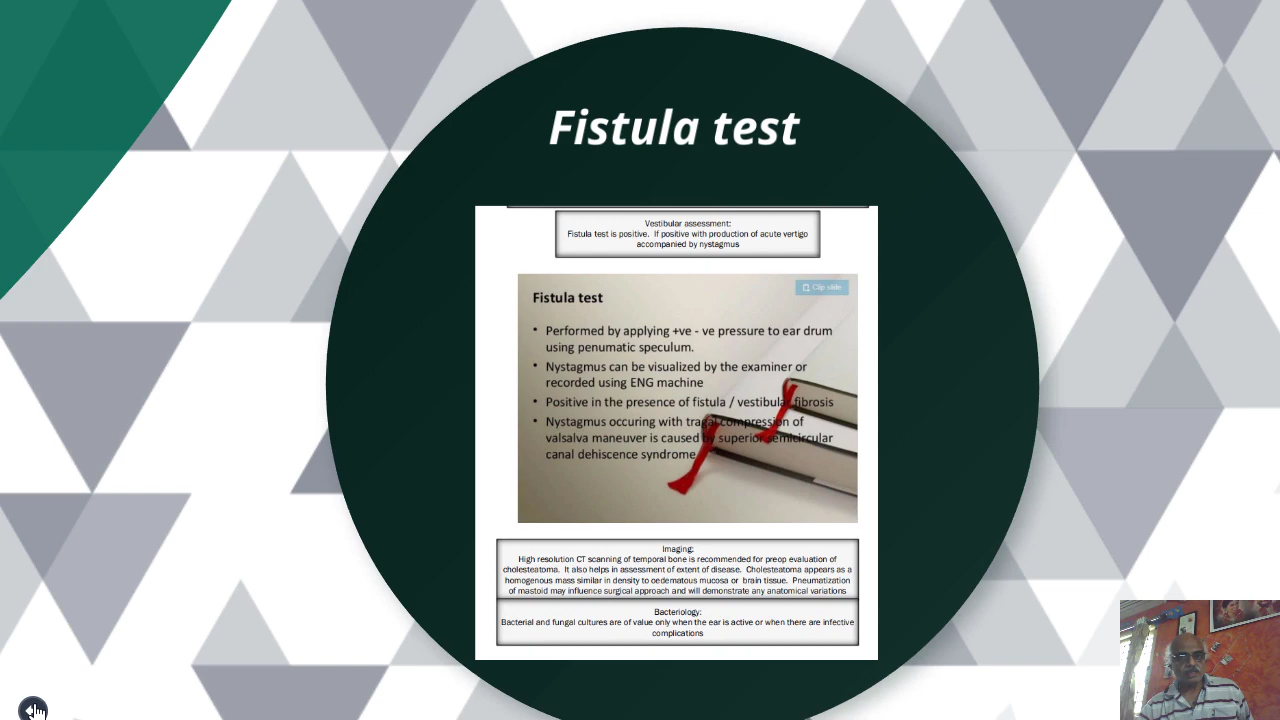 Fistula test
Vestibular assessment:
Fistula test is positive. If positive with production of acute vertigo
accompanied by nystagmus
Clip slide
Fistula test
• Performed by applying +ve - ve pressure to ear drum
using penumatic speculum.
• Nystagmus can be visualized by the examiner or
recorded using ENG machine
• Positive in the presence of fistula / vestibular fibrosis
• Nystagmus occuring with tragal compression of
valsalva maneuver is caused by superior semicircular
canal dehiscence syndrome
Imaging:
High resolution CT scanning of temporal bone is recommended for preop evaluation of
cholesteatoma. It also helps in assessment of extent of disease. Cholesteatoma appears as a
homogenous mass similar in density to oedematous mucosa or brain tissue. Pneumatization
of mastoid may influence surgical approach and will demonstrate any anatomical variations
Bacteriology:
Bacterial and fungal cultures are of value only when the ear is active or when there are infective
complications